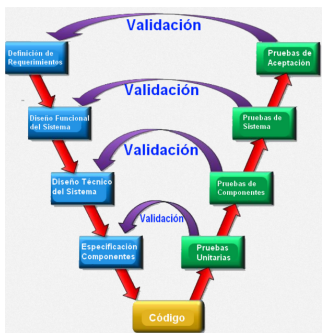 Validación
Definición de
Requerimientos
Pruebas de
Aceptación
Validación
Diseño Funcional
del Sistema
Pruebas de
Sistema
Validación
Diseño Técnico
del Sistema
Pruebas de
Componentes
Validación
Especificación
Componentes
Pruebas
Unitarias
Código